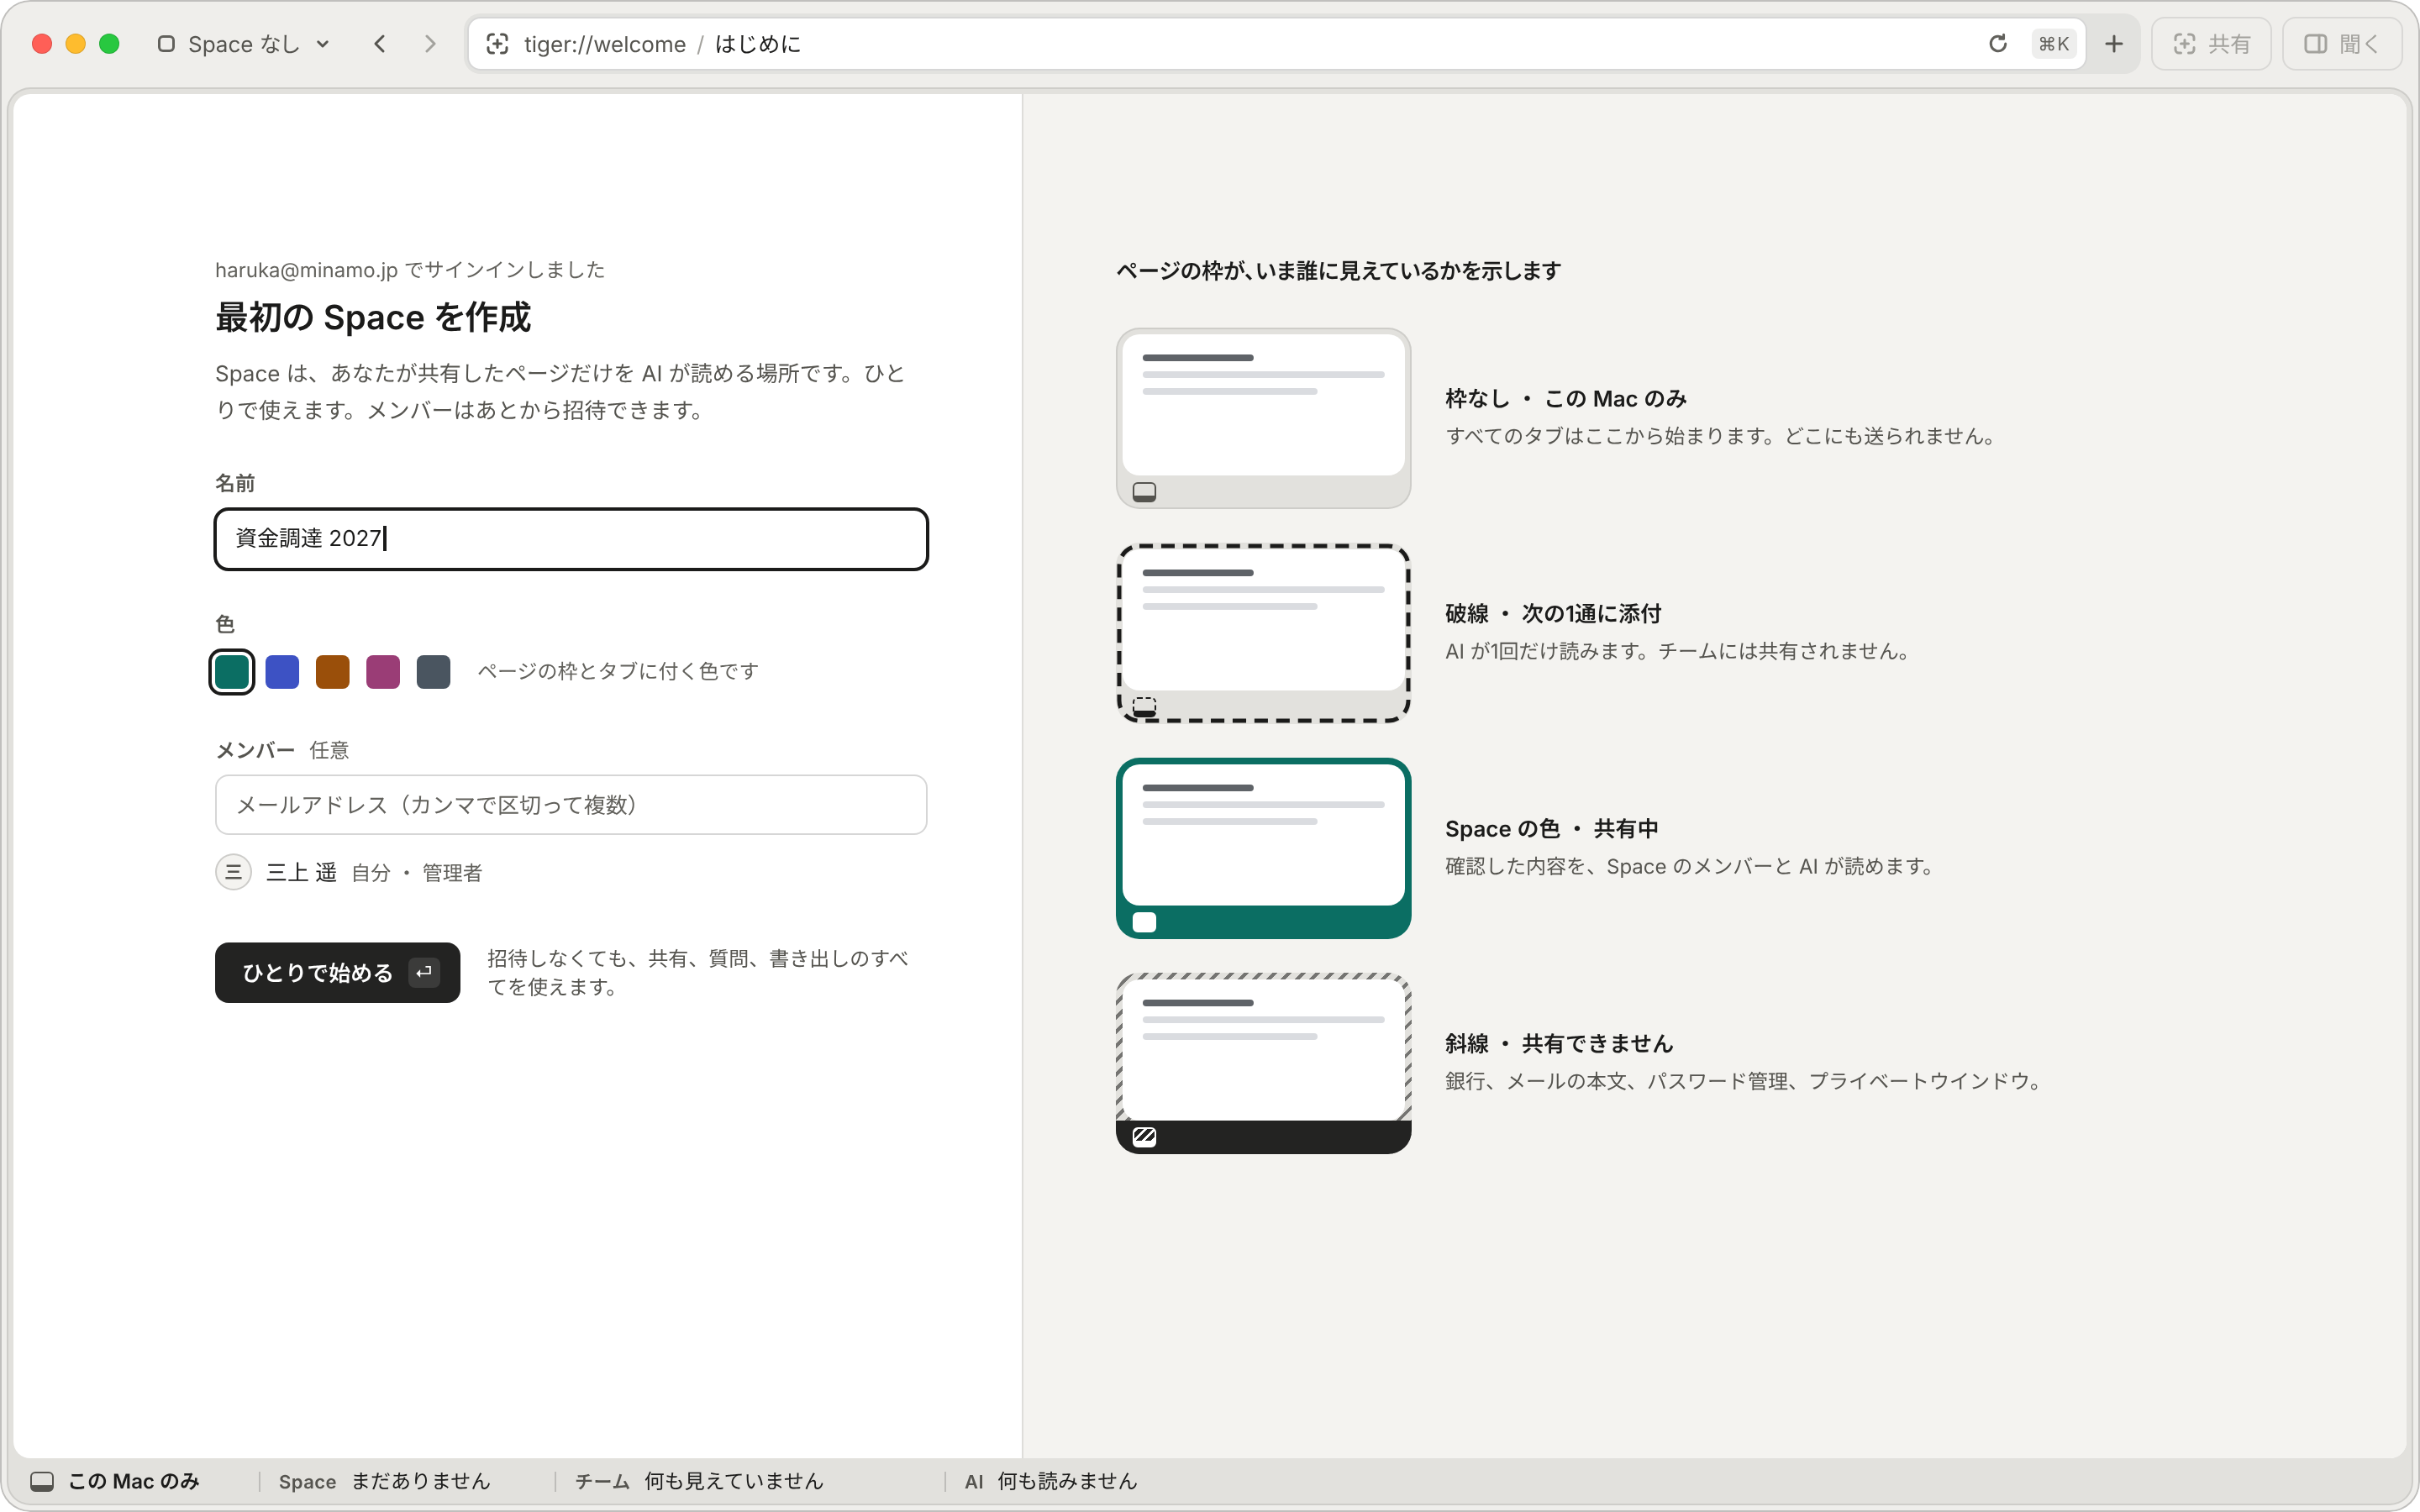 Space なし
tiger://welcome / はじめに
⌘K
共有
聞く
haruka@minamo.jp でサインインしました
最初の Space を作成
Space は、あなたが共有したページだけを AI が読める場所です。ひと
りで使えます。メンバーはあとから招待できます。
名前
資金調達 2027
色
ページの枠とタブに付く色です
メンバー 任意
メールアドレス（カンマで区切って複数）
三 三上 遥 自分 ・ 管理者
ひとりで始める
招待しなくても、共有、質問、書き出しのすべ
てを使えます。
ページの枠が、いま誰に見えているかを示します
枠なし ・ この Mac のみ
すべてのタブはここから始まります。どこにも送られません。
破線 ・ 次の1通に添付
AI が1回だけ読みます。チームには共有されません。
Space の色 ・ 共有中
確認した内容を、Space のメンバーと AI が読めます。
斜線 ・ 共有できません
銀行、メールの本文、パスワード管理、プライベートウインドウ。
この Mac のみ
Space まだありません
チーム 何も見えていません
AI 何も読みません